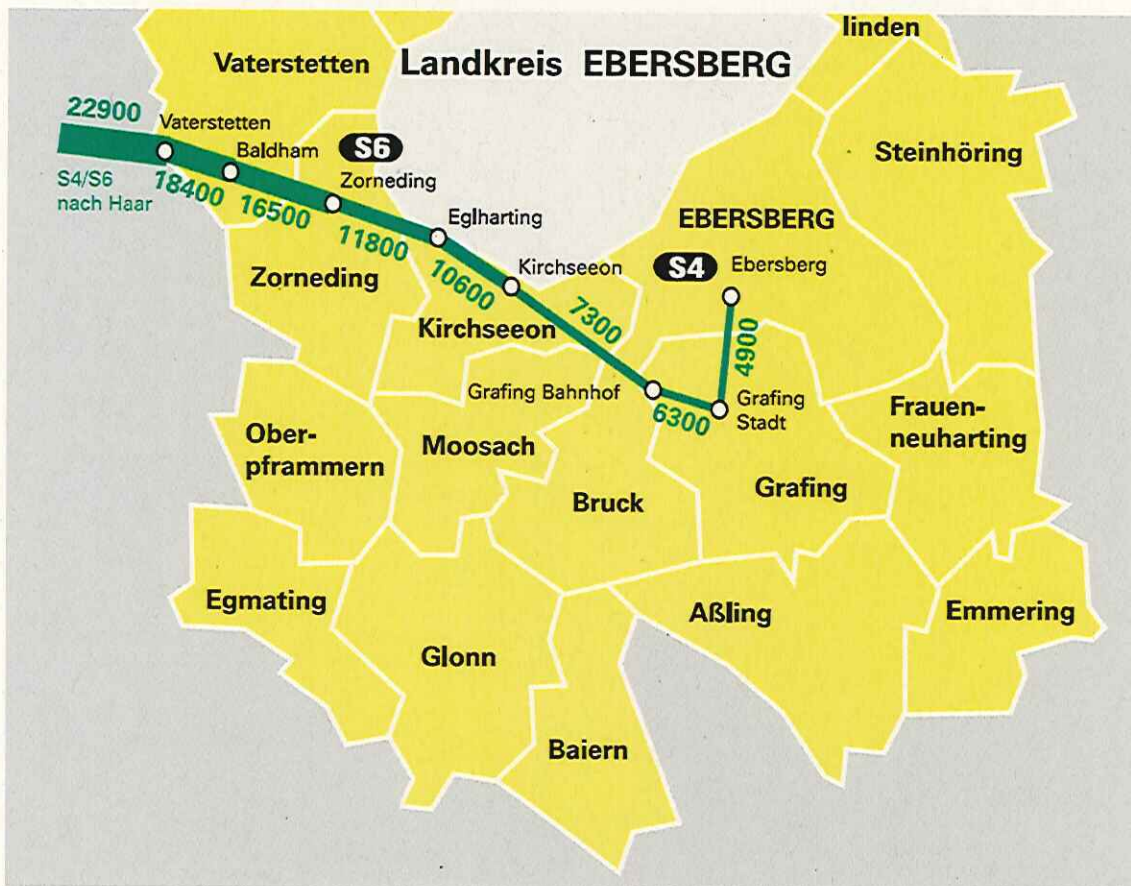 linden
Vaterstetten
Landkreis EBERSBERG
22900
Vaterstetten
Baldham
S6
Steinhöring
S4/S6
nach Haar
18400
16500
Zorneding
11800
Eglharting
EBERSBERG
Zorneding
10600
Kirchseeon
S4
Ebersberg
Kirchseeon
7300
4900
Grafing Bahnhof
6300
Grafing
Stadt
Frauen-
neuharting
Ober-
pframmern
Moosach
Bruck
Grafing
Egmating
Aßling
Emmering
Glonn
Baiern